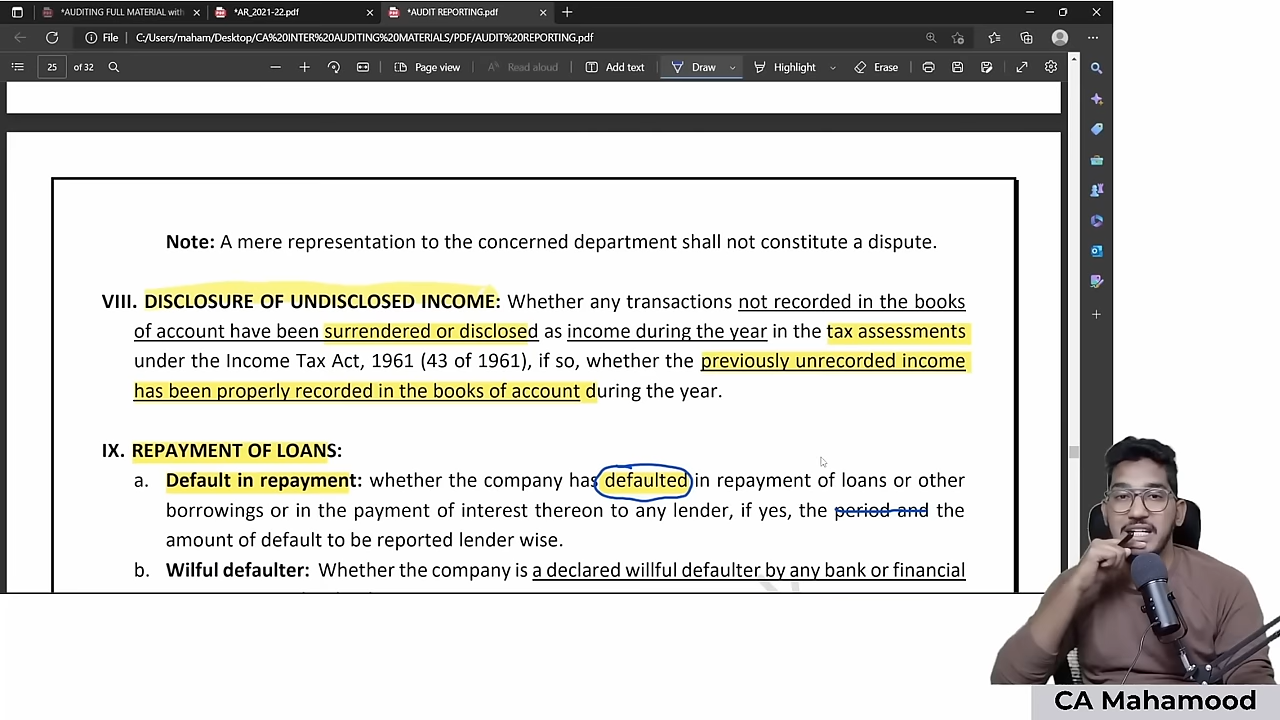 *AUDITING FULL MATERIAL with
*AR_2021-22.pdf
*AUDIT REPORTING.pdf
File
C:/Users/maham/Desktop/CA%20INTER%20AUDITING%20MATERIALS/PDF/AUDIT%20REPORTING.pdf
25 of 32
Page view
Read aloud
Add text
Draw
Highlight
Erase
Note: A mere representation to the concerned department shall not constitute a dispute.
VIII. DISCLOSURE OF UNDISCLOSED INCOME: Whether any transactions not recorded in the books
of account have been surrendered or disclosed as income during the year in the tax assessments
under the Income Tax Act, 1961 (43 of 1961), if so, whether the previously unrecorded income
has been properly recorded in the books of account during the year.
IX. REPAYMENT OF LOANS:
a. Default in repayment: whether the company has defaulted in repayment of loans or other
borrowings or in the payment of interest thereon to any lender, if yes, the period and the
amount of default to be reported lender wise.
b. Wilful defaulter: Whether the company is a declared willful defaulter by any bank or financial
CA Mahamood